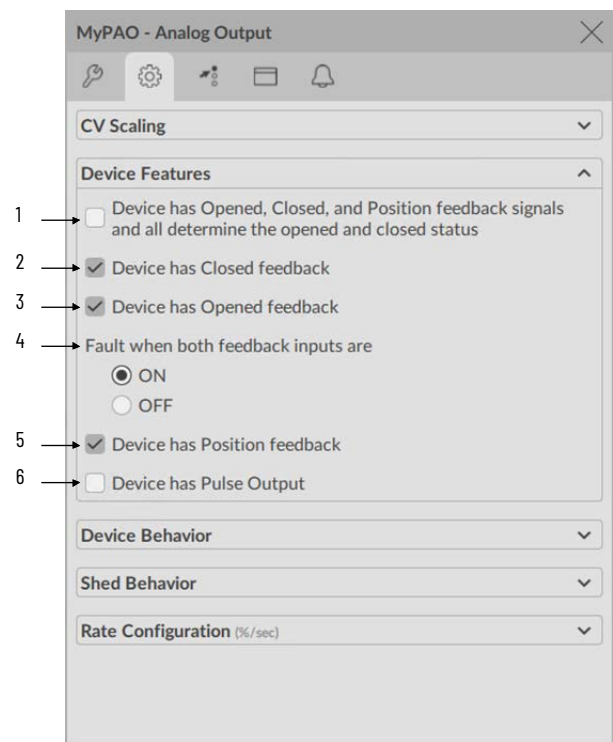 MyPAO - Analog Output
CV Scaling
Device Features
1
Device has Opened, Closed, and Position feedback signals
and all determine the opened and closed status
2
Device has Closed feedback
3
Device has Opened feedback
4
Fault when both feedback inputs are
ON
OFF
5
Device has Position feedback
6
Device has Pulse Output
Device Behavior
Shed Behavior
Rate Configuration (%/sec)